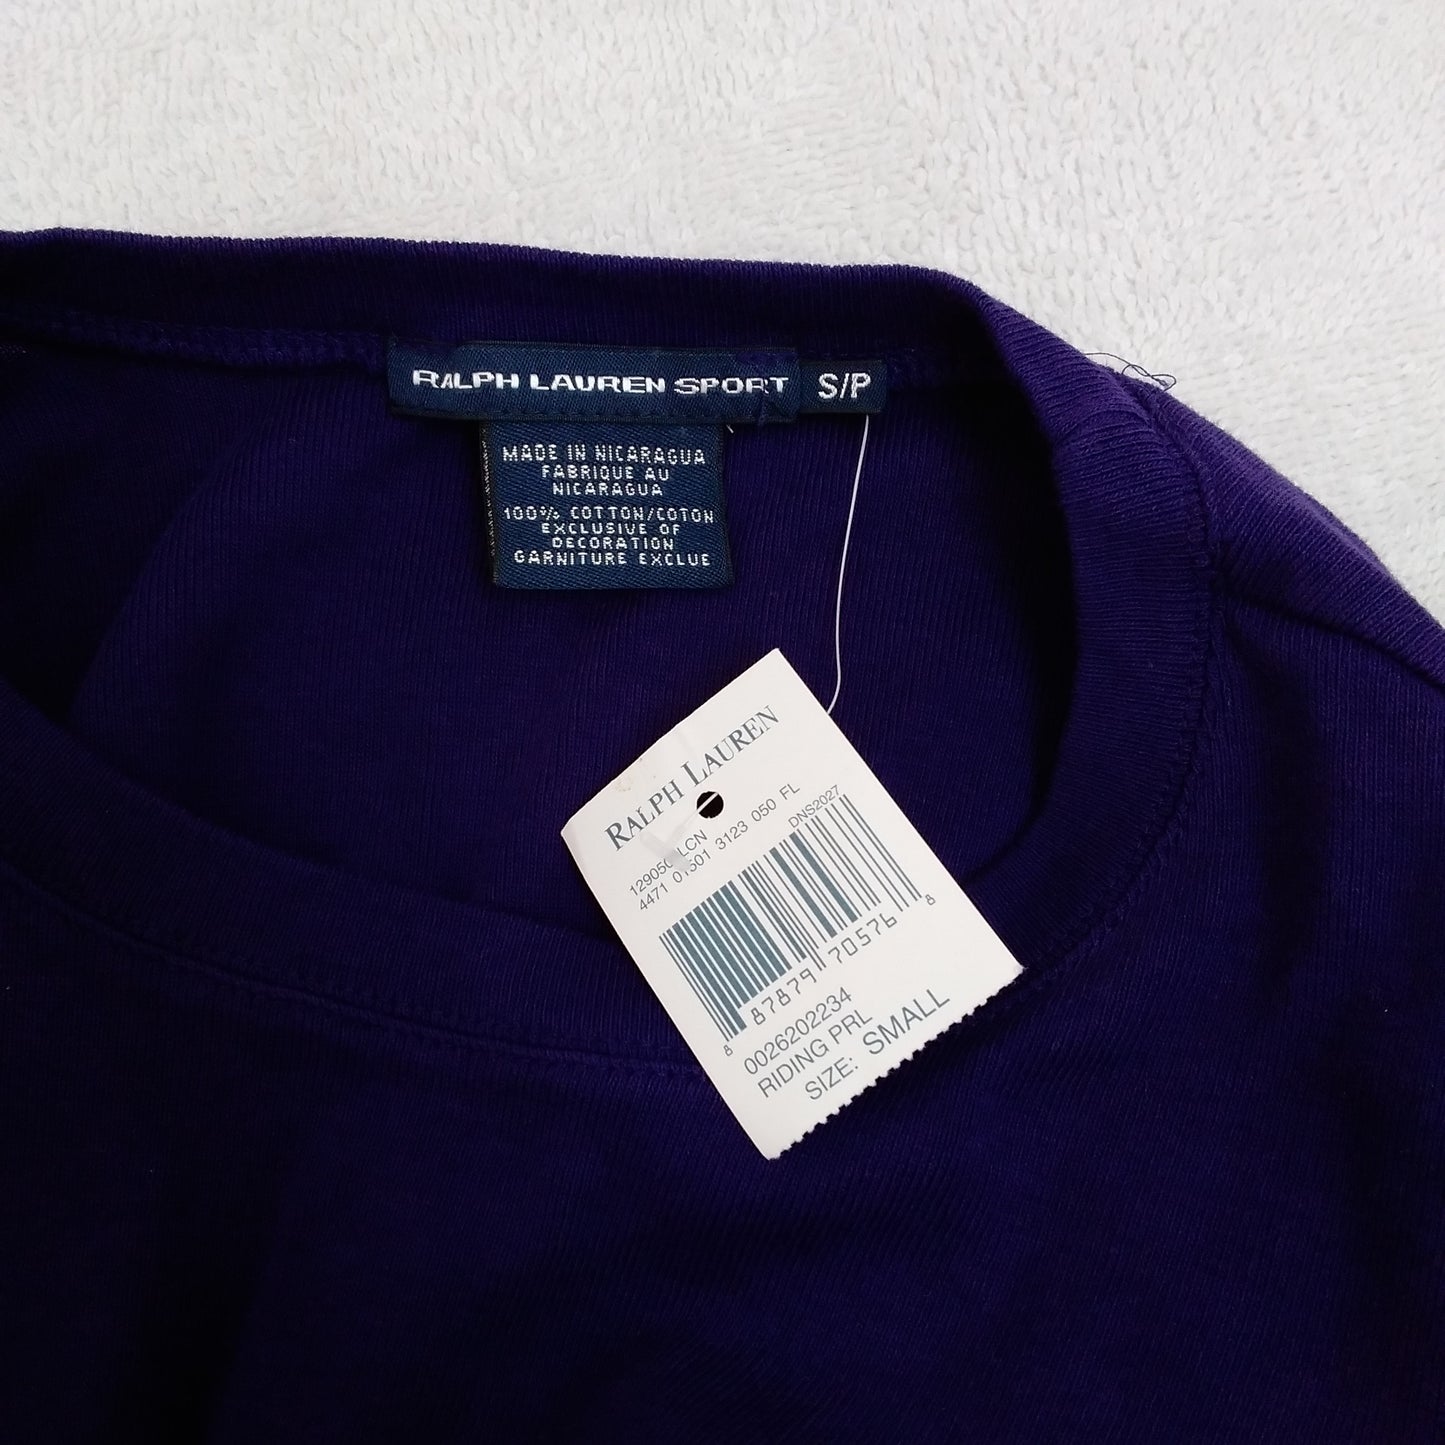 RALPH LAUREN SPORT S/P
MADE IN NICARAGUA
FABRIQUE AU
NICARAGUA
100% COTTON/COTON
EXCLUSIVE OF
DECORATION
GARNITURE EXCLUE
RALPH LAUREN
LCN
4471 3123 050 FL
DNS2027
8 87879 70576 8
0026202234
RIDING PRL
SIZE: SMALL